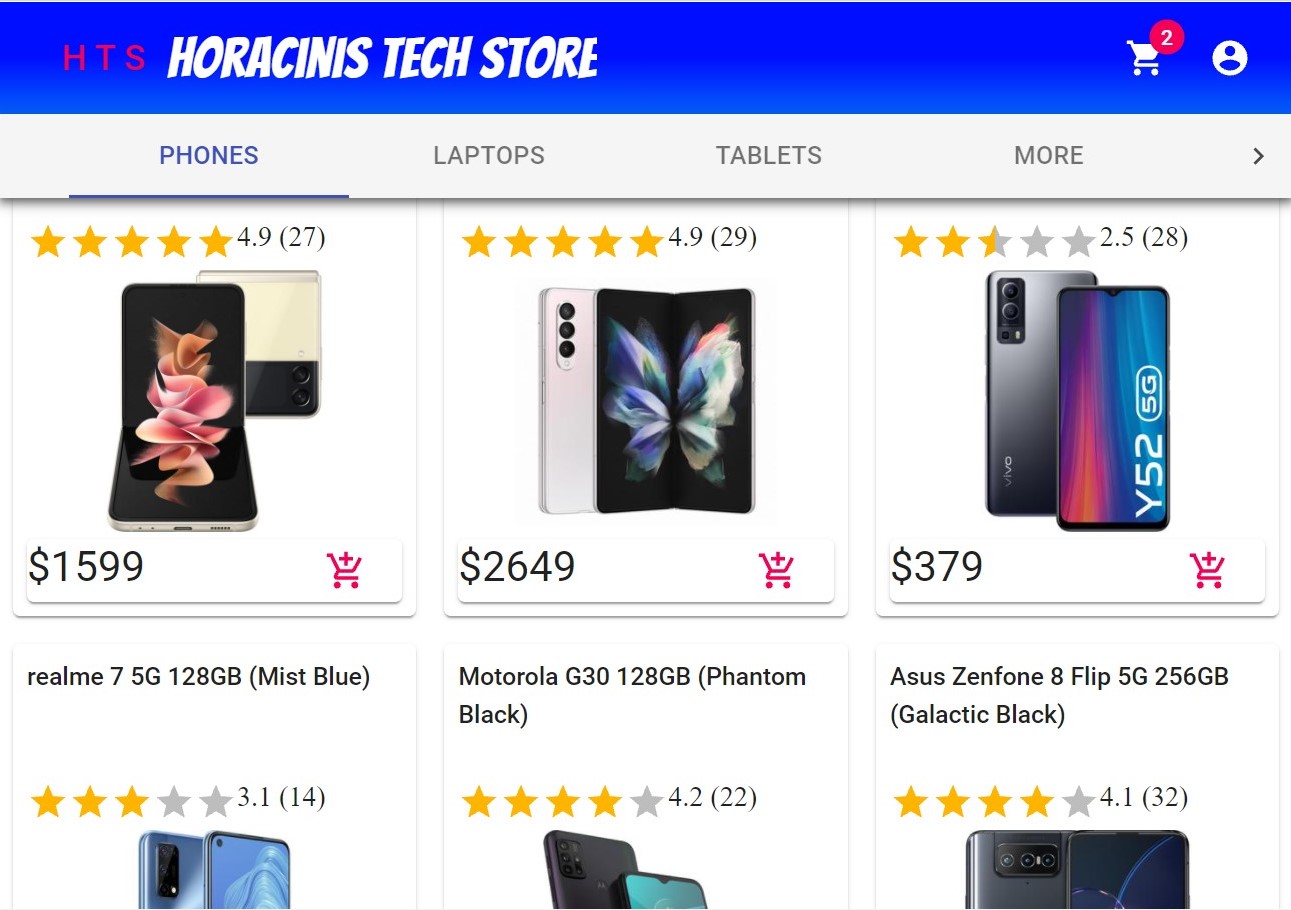 HTS HORACINIS TECH STORE
2
PHONES LAPTOPS TABLETS MORE
4.9 (27) 4.9 (29) 2.5 (28)
vivo Y52 5G
$1599 $2649 $379
realme 7 5G 128GB (Mist Blue)
Motorola G30 128GB (Phantom
Black)
Asus Zenfone 8 Flip 5G 256GB
(Galactic Black)
3.1 (14) 4.2 (22) 4.1 (32)